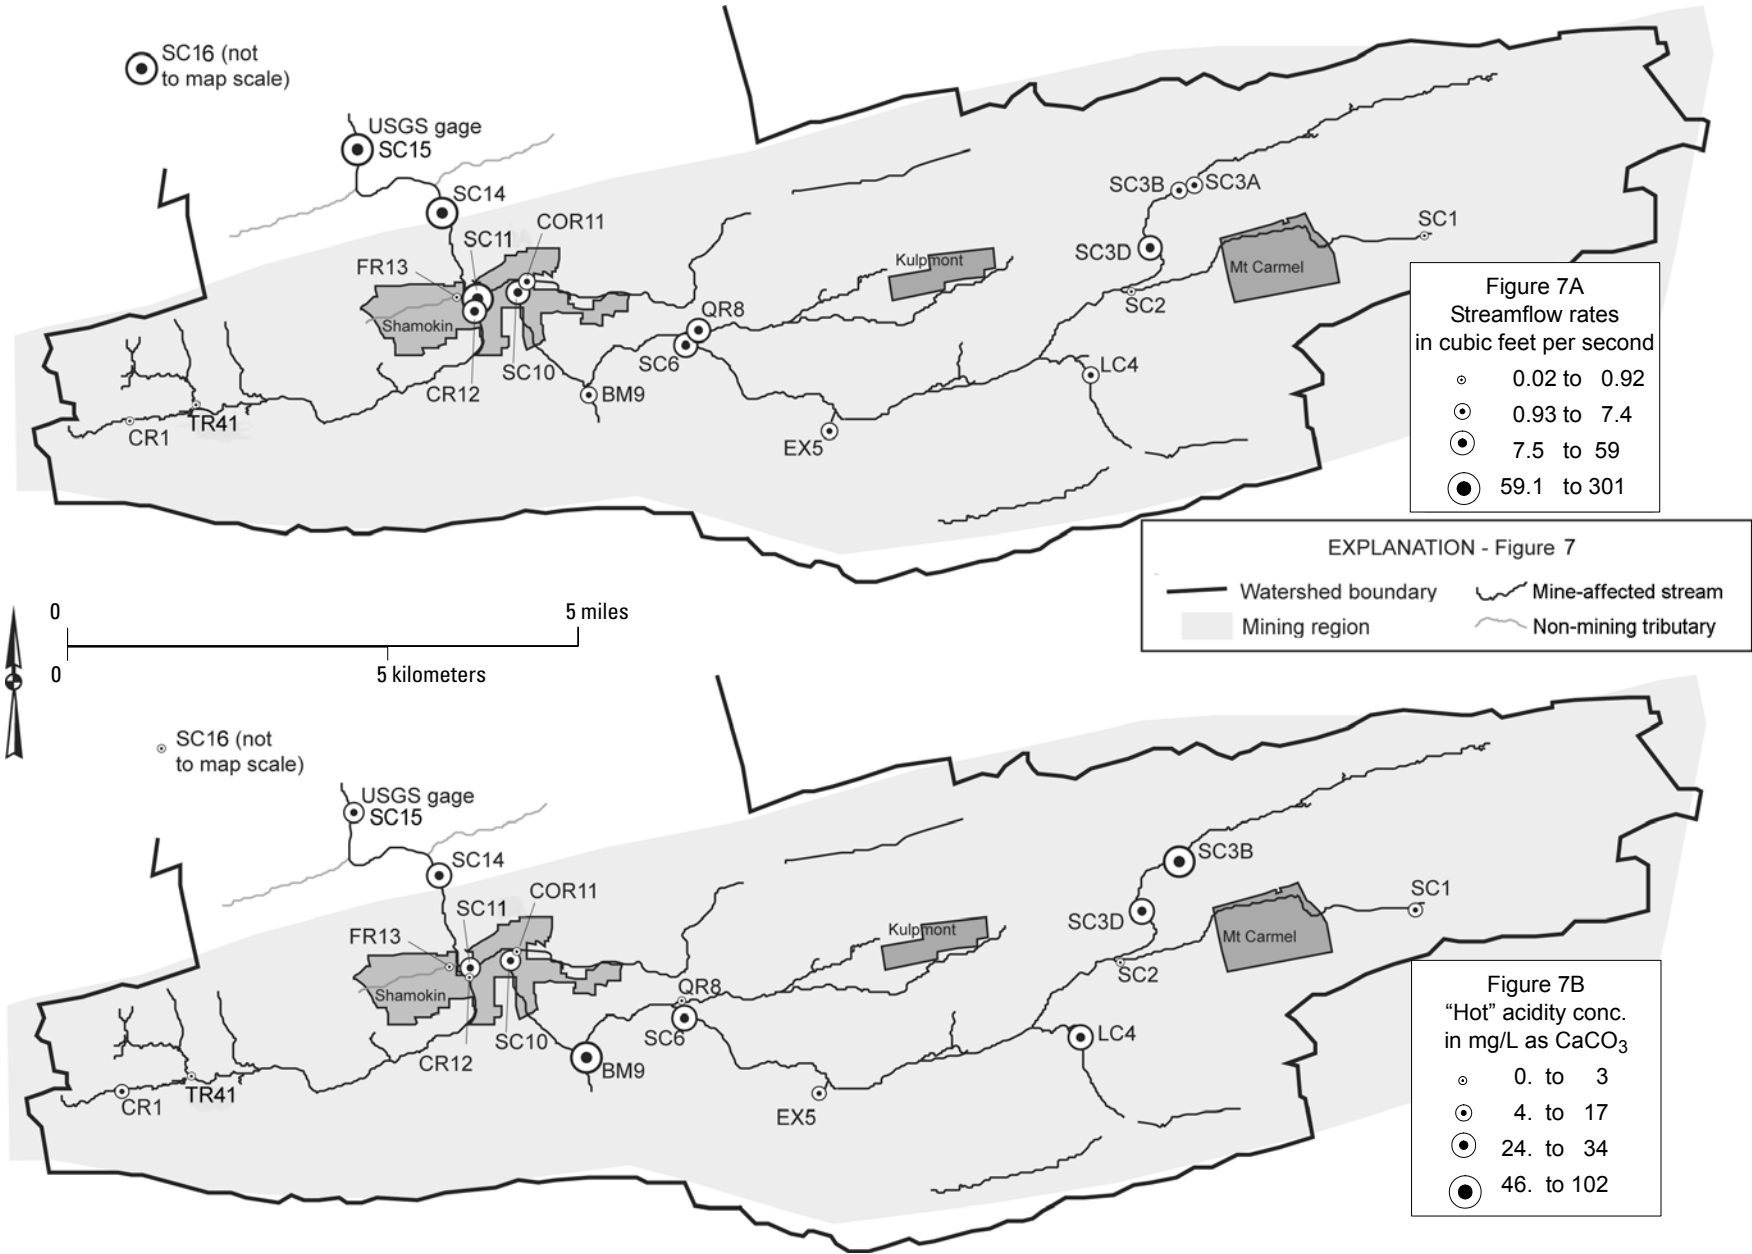 SC16 (not
to map scale)
USGS gage
SC15
SC14
COR11
SC11
FR13
Shamokin
SC10
CR12
CR1
TR41
BM9
QR8
SC6
EX5
Kulpmont
SC3B
SC3A
SC3D
SC2
SC1
Mt Carmel
LC4
Figure 7A
Streamflow rates
in cubic feet per second
0.02 to 0.92
0.93 to 7.4
7.5 to 59
59.1 to 301
EXPLANATION - Figure 7
Watershed boundary
Mine-affected stream
Mining region
Non-mining tributary
0 5 miles
0 5 kilometers
SC16 (not
to map scale)
USGS gage
SC15
SC14
COR11
SC11
FR13
Shamokin
SC10
CR12
CR1
TR41
BM9
QR8
SC6
EX5
Kulpmont
SC3B
SC3D
SC2
SC1
Mt Carmel
LC4
Figure 7B
“Hot” acidity conc.
in mg/L as CaCO3
0. to 3
4. to 17
24. to 34
46. to 102